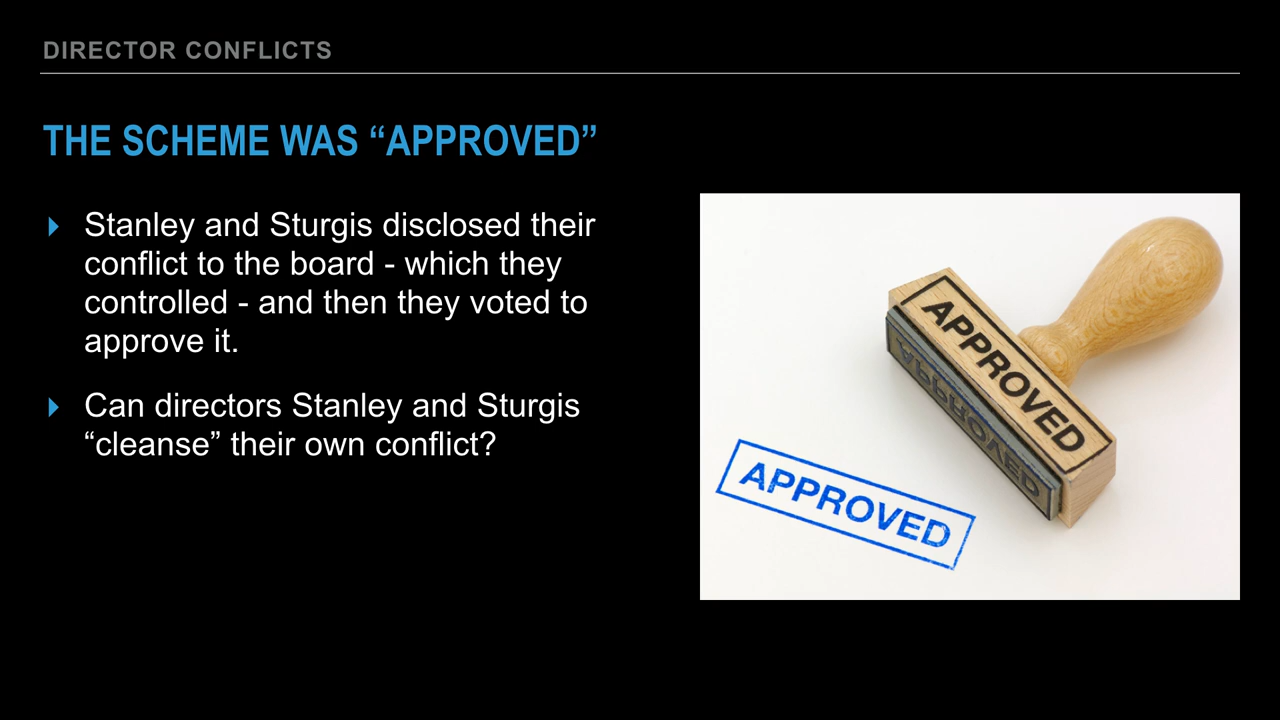 DIRECTOR CONFLICTS
THE SCHEME WAS “APPROVED”
Stanley and Sturgis disclosed their
conflict to the board - which they
controlled - and then they voted to
approve it.
Can directors Stanley and Sturgis
“cleanse” their own conflict?
APPROVED
APPROVED
APPROVED